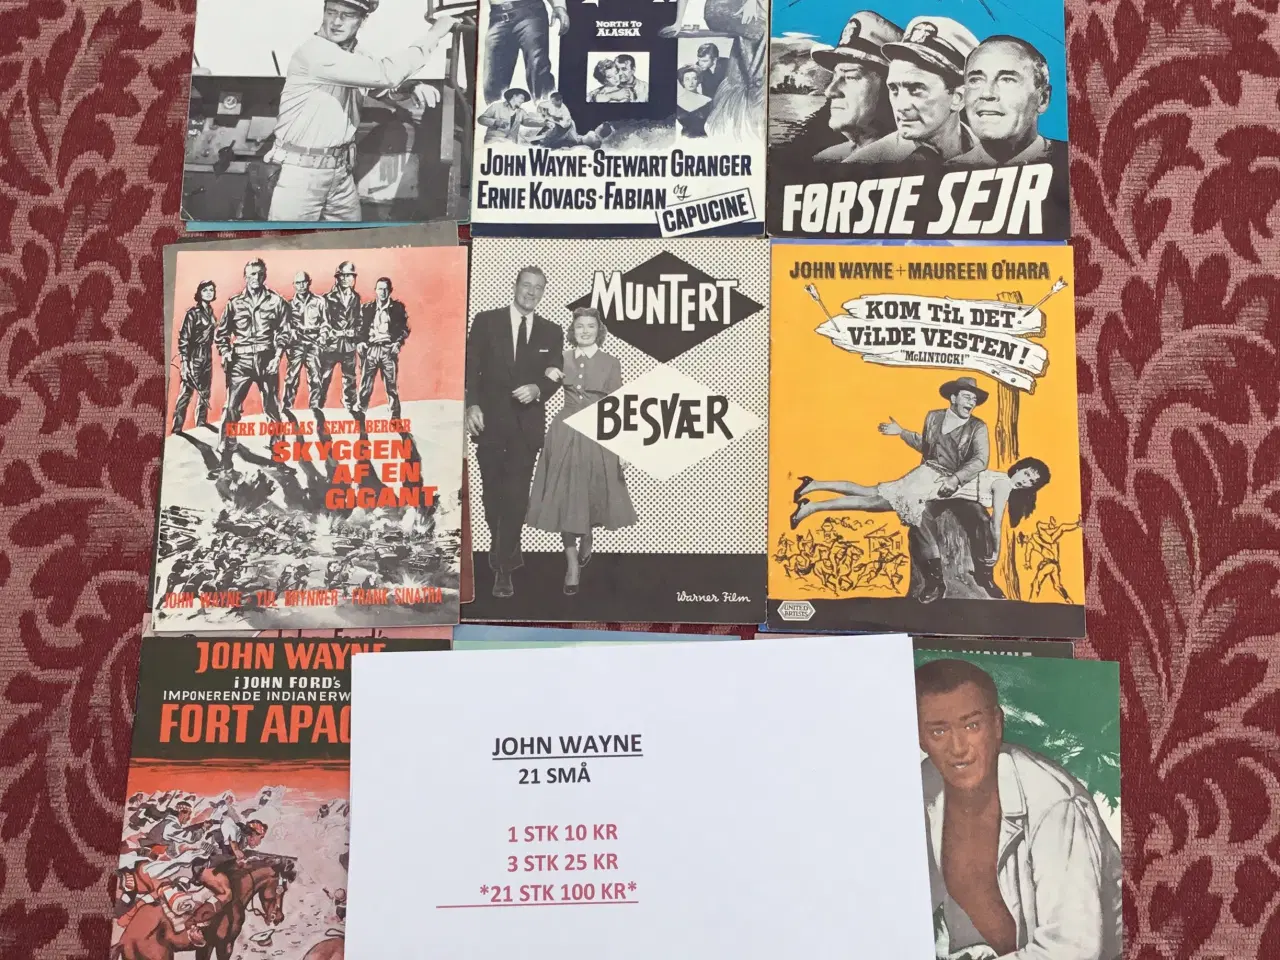 NORTH TO
ALASKA
JOHN WAYNE · STEWART GRANGER
ERNIE KOVACS · FABIAN og
CAPUCINE
FØRSTE SEJR
KIRK DOUGLAS · SENTA BERGER
SKYGGEN
AF EN
GIGANT
JOHN WAYNE · YUL BRYNNER · FRANK SINATRA
MUNTERT
BESVÆR
Warner Film
JOHN WAYNE + MAUREEN O'HARA
KOM TiL DET
ViLDE VESTEN!
"McLINTOCK!"
UNITED
ARTISTS
JOHN WAYNE
i JOHN FORD's
IMPONERENDE INDIANERW
FORT APAC
JOHN WAYNE
21 SMÅ
1 STK 10 KR
3 STK 25 KR
*21 STK 100 KR*